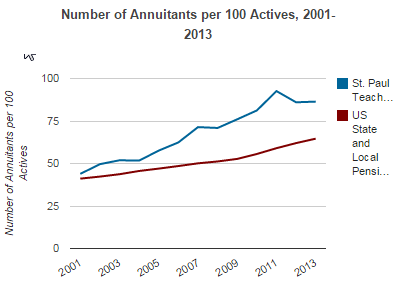 Number of Annuitants per 100 Actives, 2001-
2013
Number of Annuitants per 100
Actives
100
75
50
25
0
2001
2003
2005
2007
2009
2011
2013
St. Paul
Teach...
US
State
and
Local
Pensi...